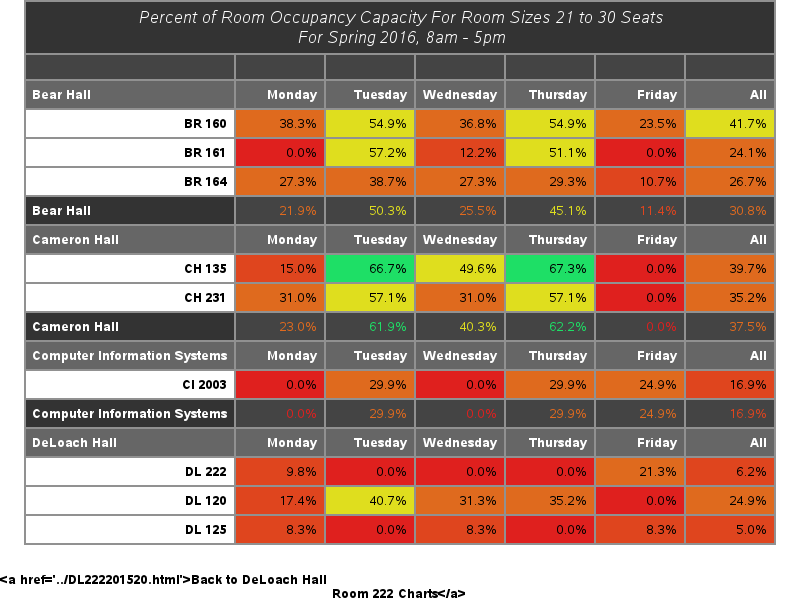 Percent of Room Occupancy Capacity For Room Sizes 21 to 30 Seats
For Spring 2016, 8am - 5pm
Bear Hall Monday Tuesday Wednesday Thursday Friday All
BR 160 38.3% 54.9% 36.8% 54.9% 23.5% 41.7%
BR 161 0.0% 57.2% 12.2% 51.1% 0.0% 24.1%
BR 164 27.3% 38.7% 27.3% 29.3% 10.7% 26.7%
Bear Hall 21.9% 50.3% 25.5% 45.1% 11.4% 30.8%
Cameron Hall Monday Tuesday Wednesday Thursday Friday All
CH 135 15.0% 66.7% 49.6% 67.3% 0.0% 39.7%
CH 231 31.0% 57.1% 31.0% 57.1% 0.0% 35.2%
Cameron Hall 23.0% 61.9% 40.3% 62.2% 0.0% 37.5%
Computer Information Systems Monday Tuesday Wednesday Thursday Friday All
CI 2003 0.0% 29.9% 0.0% 29.9% 24.9% 16.9%
Computer Information Systems 0.0% 29.9% 0.0% 29.9% 24.9% 16.9%
DeLoach Hall Monday Tuesday Wednesday Thursday Friday All
DL 222 9.8% 0.0% 0.0% 0.0% 21.3% 6.2%
DL 120 17.4% 40.7% 31.3% 35.2% 0.0% 24.9%
DL 125 8.3% 0.0% 8.3% 0.0% 8.3% 5.0%
<a href='../DL222201520.html'>Back to DeLoach Hall
Room 222 Charts</a>